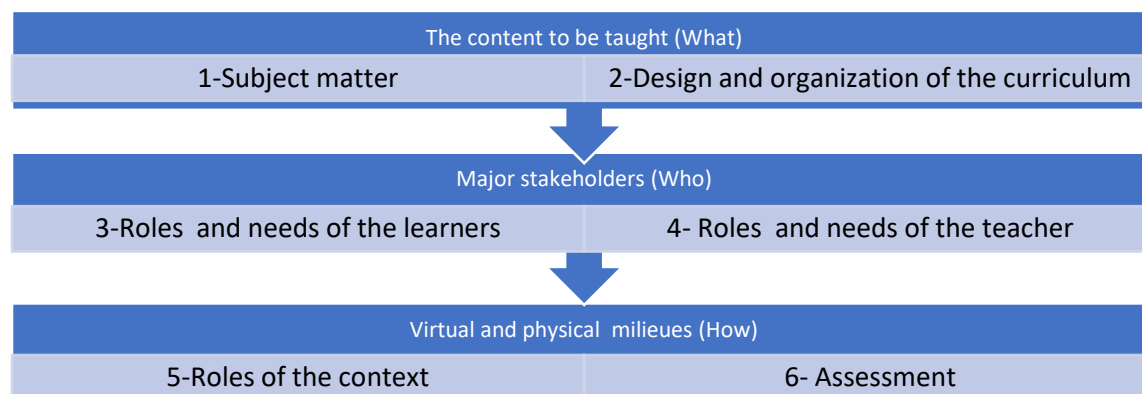 The content to be taught (What)
1-Subject matter
2-Design and organization of the curriculum
Major stakeholders (Who)
3-Roles and needs of the learners
4- Roles and needs of the teacher
Virtual and physical milieues (How)
5-Roles of the context
6- Assessment